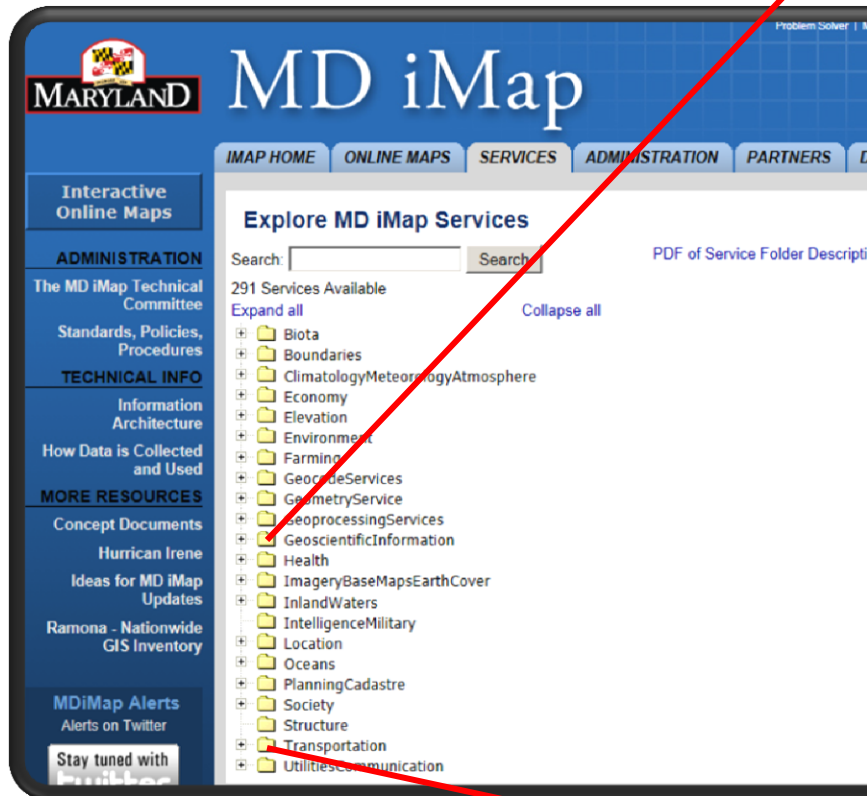 Problem Solver |
MARYLAND
MD iMap
IMAP HOME ONLINE MAPS SERVICES ADMINISTRATION PARTNERS
Interactive
Online Maps
ADMINISTRATION
The MD iMap Technical
Committee
Standards, Policies,
Procedures
TECHNICAL INFO
Information
Architecture
How Data is Collected
and Used
MORE RESOURCES
Concept Documents
Hurrican Irene
Ideas for MD iMap
Updates
Ramona - Nationwide
GIS Inventory
MDiMap Alerts
Alerts on Twitter
Stay tuned with
twitter
Explore MD iMap Services
Search: Search
PDF of Service Folder Descripti
291 Services Available
Expand all Collapse all
Biota
Boundaries
ClimatologyMeteorologyAtmosphere
Economy
Elevation
Environment
Farming
GeocodeServices
GeometryService
GeoprocessingServices
GeoscientificInformation
Health
ImageryBaseMapsEarthCover
InlandWaters
IntelligenceMilitary
Location
Oceans
PlanningCadastre
Society
Structure
Transportation
UtilitiesCommunication